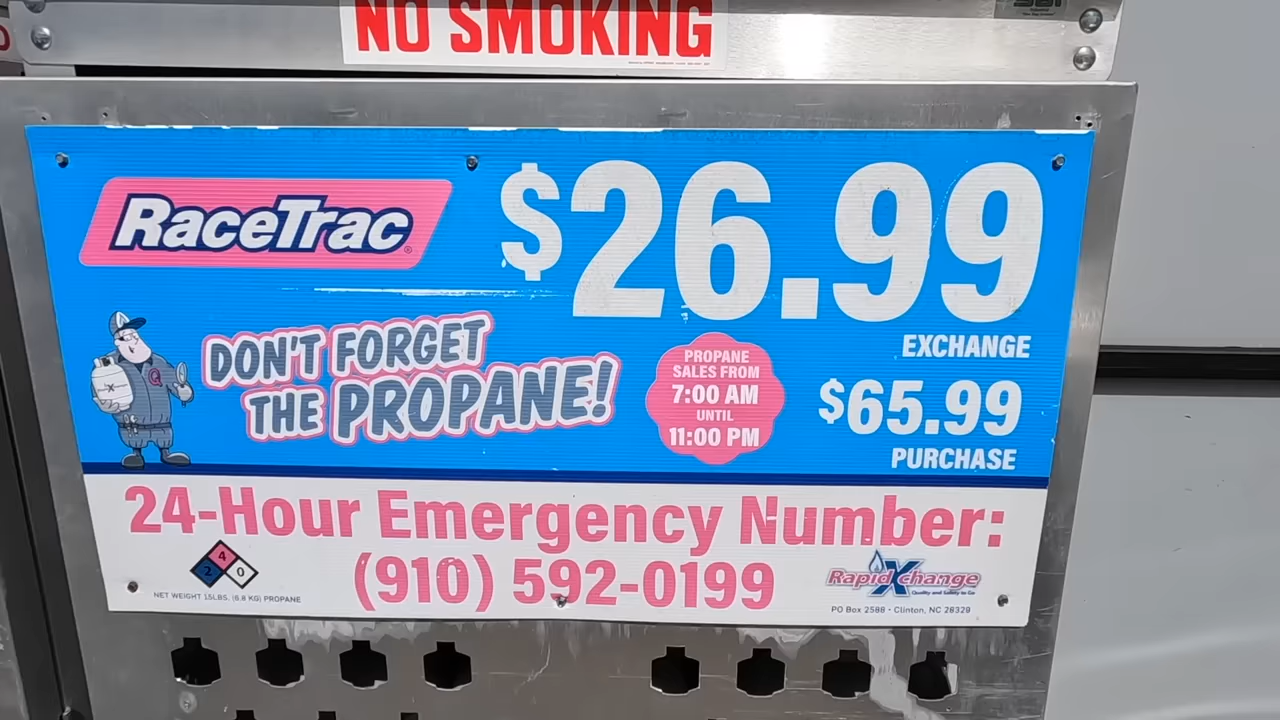 NO SMOKING
RaceTrac
$26.99
EXCHANGE
DON'T FORGET
THE PROPANE!
PROPANE
SALES FROM
7:00 AM
UNTIL
11:00 PM
$65.99
PURCHASE
24-Hour Emergency Number:
(910) 592-0199
4
2
0
NET WEIGHT 15LBS. (6.8 KG) PROPANE
RapidXchange
Quality and Safety to Go
PO Box 2588 - Clinton, NC 28329